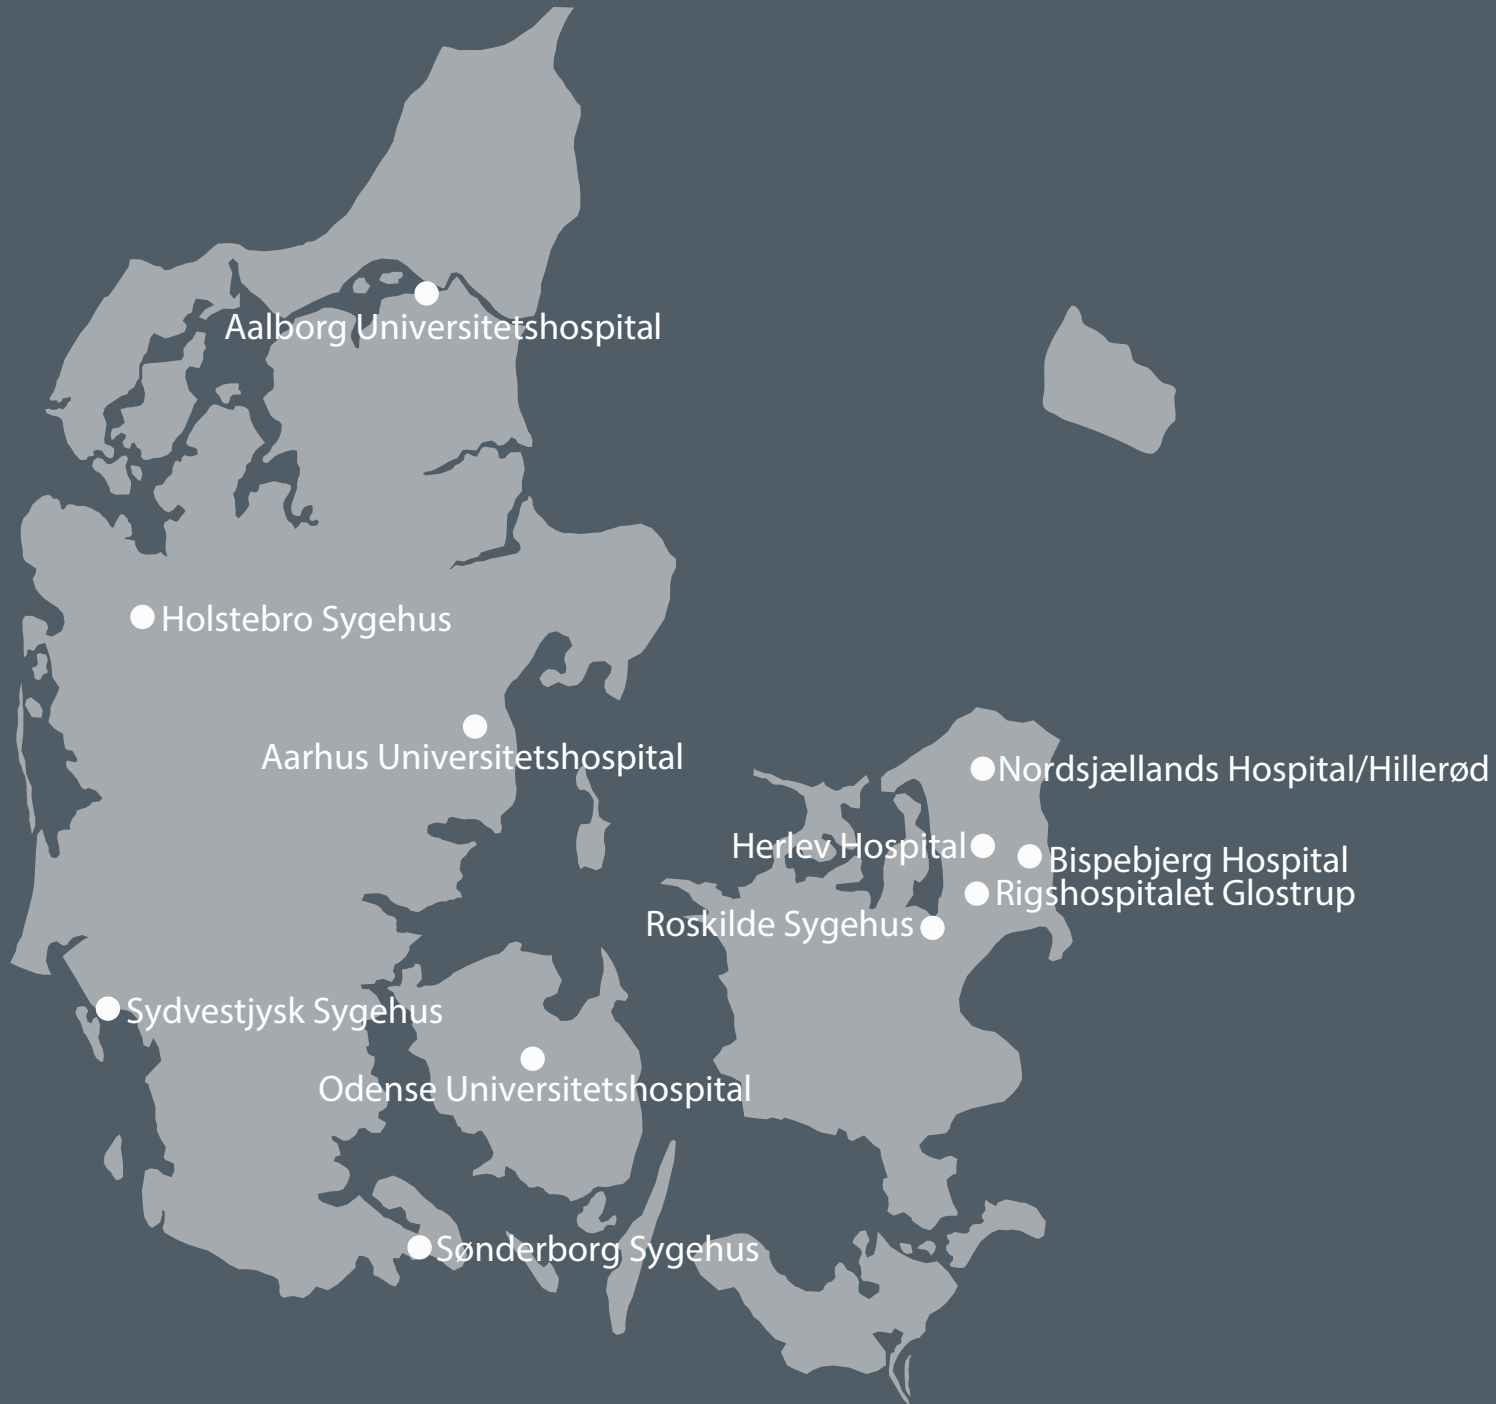 Aalborg Universitetshospital
Holstebro Sygehus
Aarhus Universitetshospital
Nordsjællands Hospital/Hillerød
Herlev Hospital
Bispebjerg Hospital
Rigshospitalet Glostrup
Roskilde Sygehus
Sydvestjysk Sygehus
Odense Universitetshospital
Sønderborg Sygehus